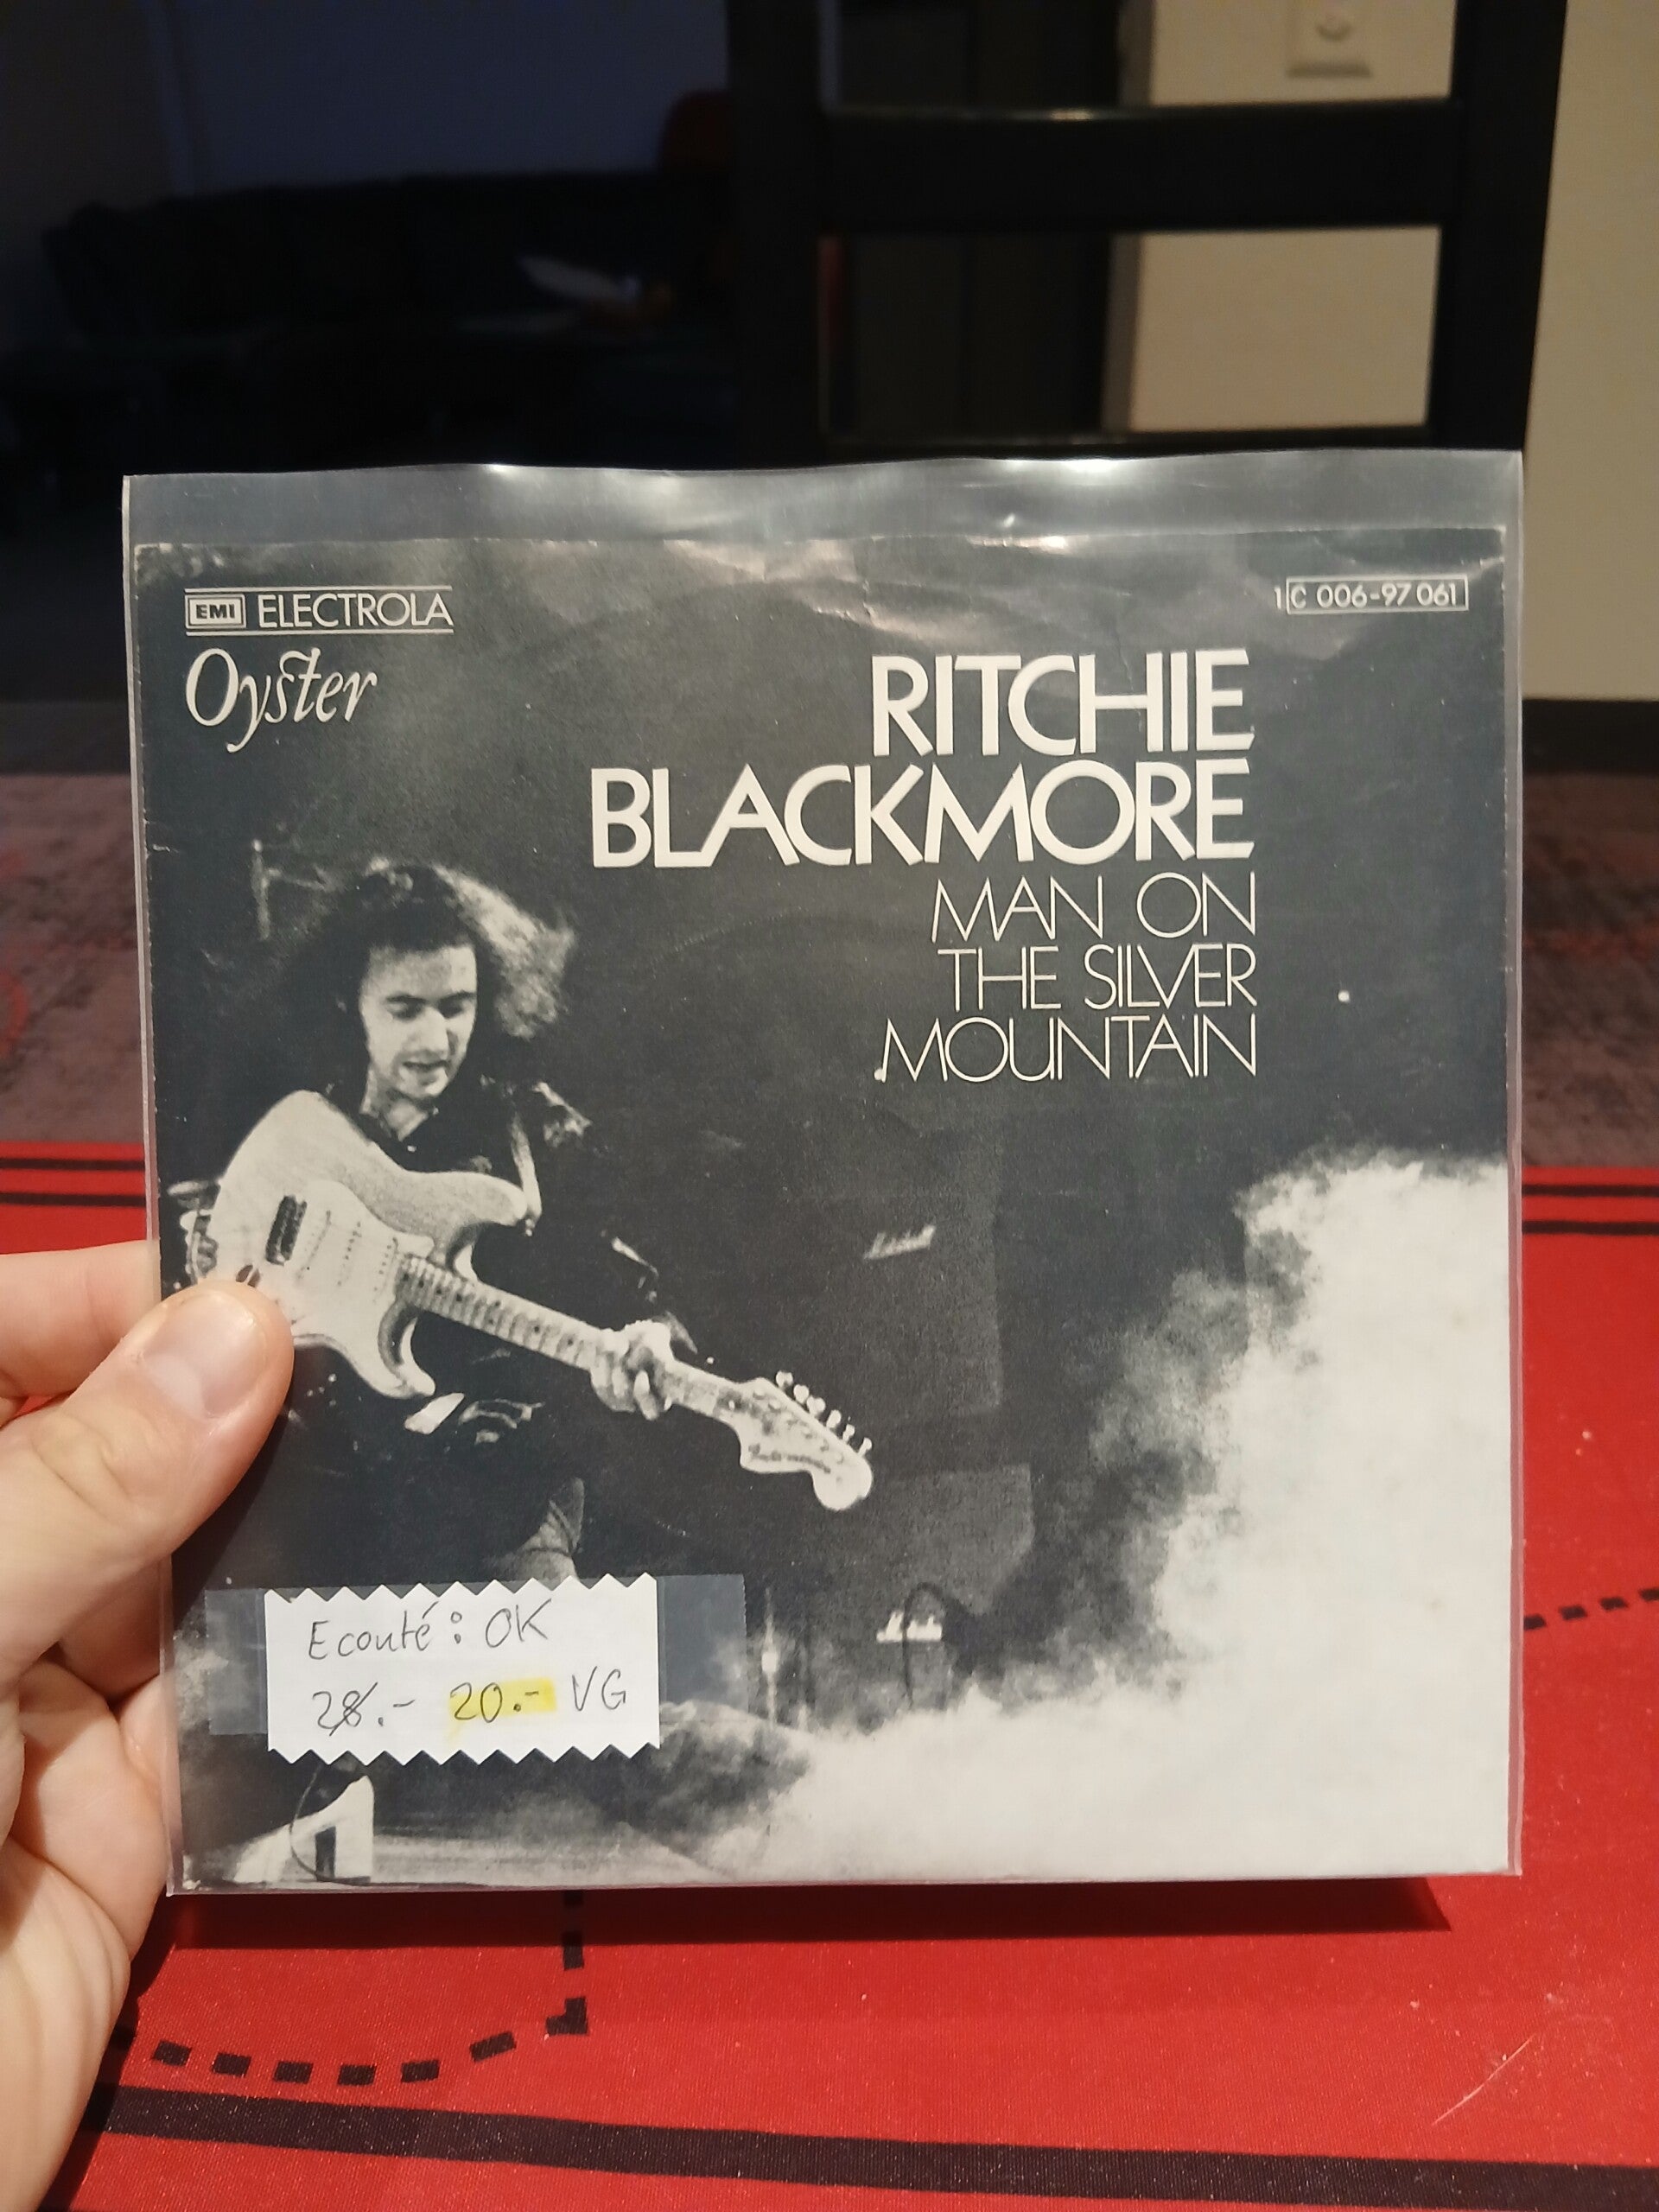 EMI ELECTROLA
1C 006-97 061
Oyster
RITCHIE
BLACKMORE
MAN ON
THE SILVER
MOUNTAIN
Marshall
Ecouté : OK
28.- 20.- VG